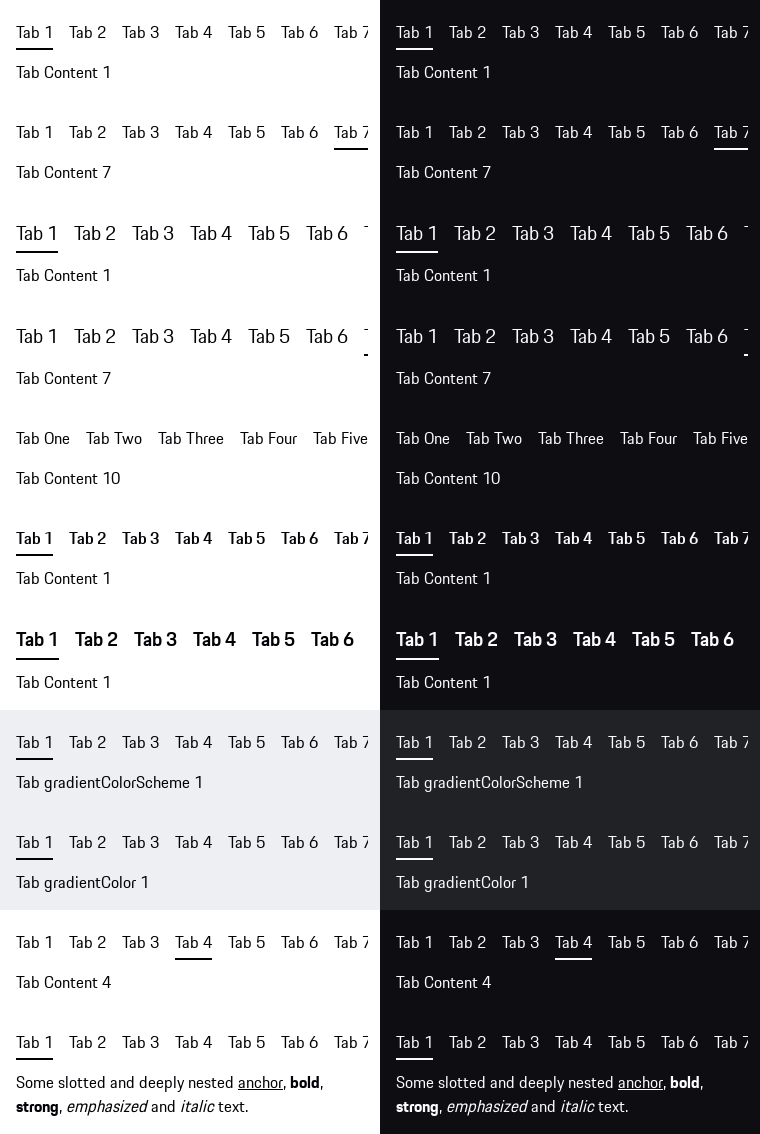 Tab 1 Tab 2 Tab 3 Tab 4 Tab 5 Tab 6 Tab 7
Tab Content 1
Tab 1 Tab 2 Tab 3 Tab 4 Tab 5 Tab 6 Tab 7
Tab Content 7
Tab 1 Tab 2 Tab 3 Tab 4 Tab 5 Tab 6
Tab Content 1
Tab 1 Tab 2 Tab 3 Tab 4 Tab 5 Tab 6
Tab Content 7
Tab One Tab Two Tab Three Tab Four Tab Five
Tab Content 10
Tab 1 Tab 2 Tab 3 Tab 4 Tab 5 Tab 6 Tab 7
Tab Content 1
Tab 1 Tab 2 Tab 3 Tab 4 Tab 5 Tab 6
Tab Content 1
Tab 1 Tab 2 Tab 3 Tab 4 Tab 5 Tab 6 Tab 7
Tab gradientColorScheme 1
Tab 1 Tab 2 Tab 3 Tab 4 Tab 5 Tab 6 Tab 7
Tab gradientColor 1
Tab 1 Tab 2 Tab 3 Tab 4 Tab 5 Tab 6 Tab 7
Tab Content 4
Tab 1 Tab 2 Tab 3 Tab 4 Tab 5 Tab 6 Tab 7
Some slotted and deeply nested anchor, bold,
strong, emphasized and italic text.
Tab 1 Tab 2 Tab 3 Tab 4 Tab 5 Tab 6 Tab 7
Tab Content 1
Tab 1 Tab 2 Tab 3 Tab 4 Tab 5 Tab 6 Tab 7
Tab Content 7
Tab 1 Tab 2 Tab 3 Tab 4 Tab 5 Tab 6
Tab Content 1
Tab 1 Tab 2 Tab 3 Tab 4 Tab 5 Tab 6
Tab Content 7
Tab One Tab Two Tab Three Tab Four Tab Five
Tab Content 10
Tab 1 Tab 2 Tab 3 Tab 4 Tab 5 Tab 6 Tab 7
Tab Content 1
Tab 1 Tab 2 Tab 3 Tab 4 Tab 5 Tab 6
Tab Content 1
Tab 1 Tab 2 Tab 3 Tab 4 Tab 5 Tab 6 Tab 7
Tab gradientColorScheme 1
Tab 1 Tab 2 Tab 3 Tab 4 Tab 5 Tab 6 Tab 7
Tab gradientColor 1
Tab 1 Tab 2 Tab 3 Tab 4 Tab 5 Tab 6 Tab 7
Tab Content 4
Tab 1 Tab 2 Tab 3 Tab 4 Tab 5 Tab 6 Tab 7
Some slotted and deeply nested anchor, bold,
strong, emphasized and italic text.